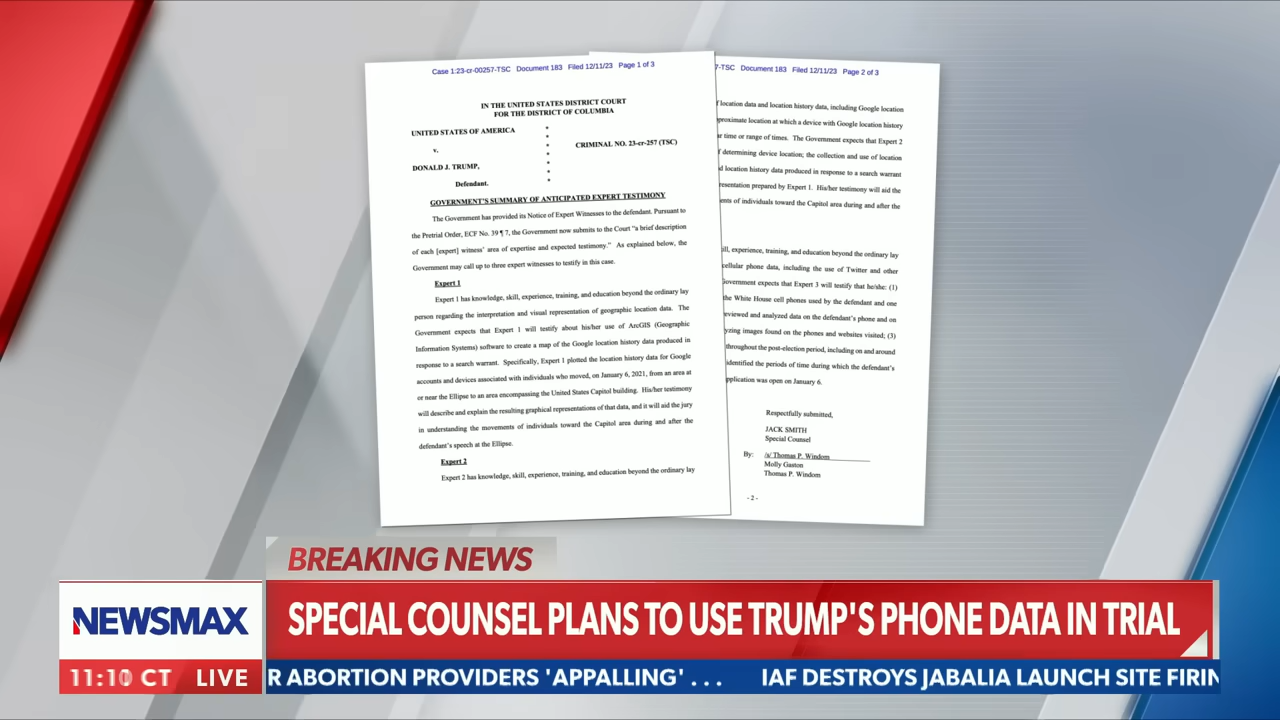 Case 1:23-cr-00257-TSC Document 183 Filed 12/11/23 Page 1 of 3
IN THE UNITED STATES DISTRICT COURT
FOR THE DISTRICT OF COLUMBIA
UNITED STATES OF AMERICA
v.
DONALD J. TRUMP,
Defendant.
*
*
*
*
*
*
*
CRIMINAL NO. 23-cr-257 (TSC)
GOVERNMENT'S SUMMARY OF ANTICIPATED EXPERT TESTIMONY
The Government has provided its Notice of Expert Witnesses to the defendant. Pursuant to
the Pretrial Order, ECF No. 39 ¶ 7, the Government now submits to the Court "a brief description
of each [expert] witness' area of expertise and expected testimony." As explained below, the
Government may call up to three expert witnesses to testify in this case.
Expert 1
Expert 1 has knowledge, skill, experience, training, and education beyond the ordinary lay
person regarding the interpretation and visual representation of geographic location data. The
Government expects that Expert 1 will testify about his/her use of ArcGIS (Geographic
Information Systems) software to create a map of the Google location history data produced in
response to a search warrant. Specifically, Expert 1 plotted the location history data for Google
accounts and devices associated with individuals who moved, on January 6, 2021, from an area at
or near the Ellipse to an area encompassing the United States Capitol building. His/her testimony
will describe and explain the resulting graphical representations of that data, and it will aid the jury
in understanding the movements of individuals toward the Capitol area during and after the
defendant's speech at the Ellipse.
Expert 2
Expert 2 has knowledge, skill, experience, training, and education beyond the ordinary lay
7-TSC Document 183 Filed 12/11/23 Page 2 of 3
f location data and location history data, including Google location
proximate location at which a device with Google location history
r time or range of times. The Government expects that Expert 2
f determining device location; the collection and use of location
d location history data produced in response to a search warrant
resentation prepared by Expert 1. His/her testimony will aid the
ents of individuals toward the Capitol area during and after the
ill, experience, training, and education beyond the ordinary lay
cellular phone data, including the use of Twitter and other
overnment expects that Expert 3 will testify that he/she: (1)
the White House cell phones used by the defendant and one
viewed and analyzed data on the defendant's phone and on
yzing images found on the phones and websites visited; (3)
throughout the post-election period, including on and around
identified the periods of time during which the defendant's
pplication was open on January 6.
Respectfully submitted,
JACK SMITH
Special Counsel
By: /s/ Thomas P. Windom
Molly Gaston
Thomas P. Windom
- 2 -
BREAKING NEWS
NEWSMAX
SPECIAL COUNSEL PLANS TO USE TRUMP'S PHONE DATA IN TRIAL
11:10 CT LIVE
R ABORTION PROVIDERS 'APPALLING' . . . IAF DESTROYS JABALIA LAUNCH SITE FIRIN